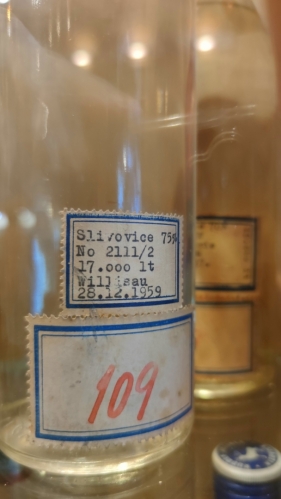 Slivovice 75%
No 2111/2
17.000 lt
Willisau
28.12.1959
109